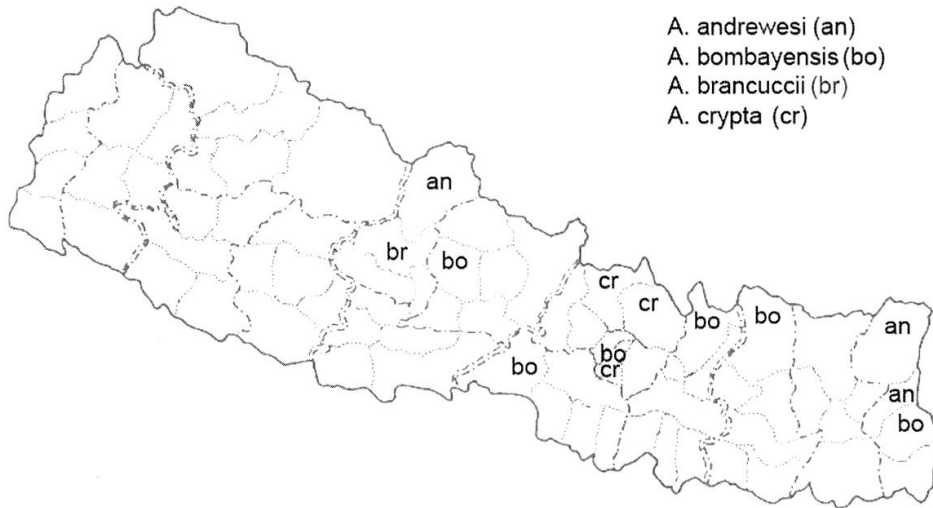 A. andrewesi (an)
A. bombayensis (bo)
A. brancuccii (br)
A. crypta (cr)
an
br
bo
cr
cr
bo
bo
an
bo
cr
bo
an
bo